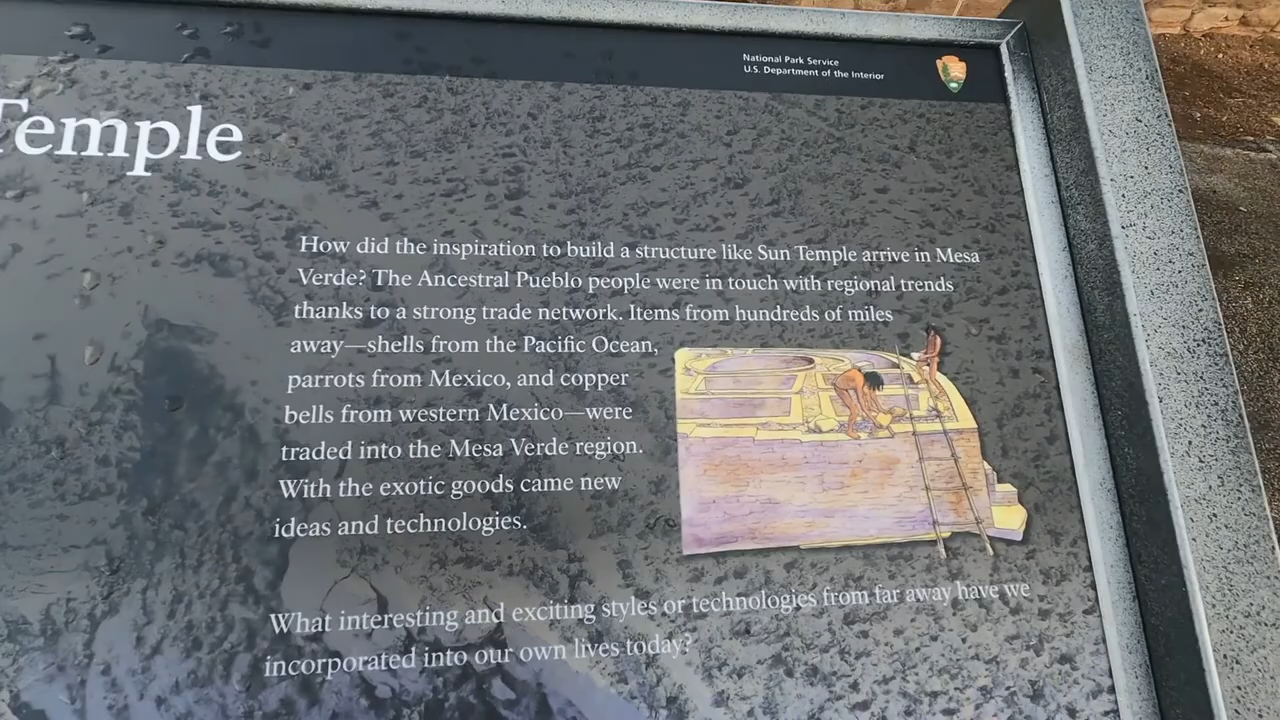 National Park Service
U.S. Department of the Interior
Temple
How did the inspiration to build a structure like Sun Temple arrive in Mesa
Verde? The Ancestral Pueblo people were in touch with regional trends
thanks to a strong trade network. Items from hundreds of miles
away—shells from the Pacific Ocean,
parrots from Mexico, and copper
bells from western Mexico—were
traded into the Mesa Verde region.
With the exotic goods came new
ideas and technologies.
What interesting and exciting styles or technologies from far away have we
incorporated into our own lives today?